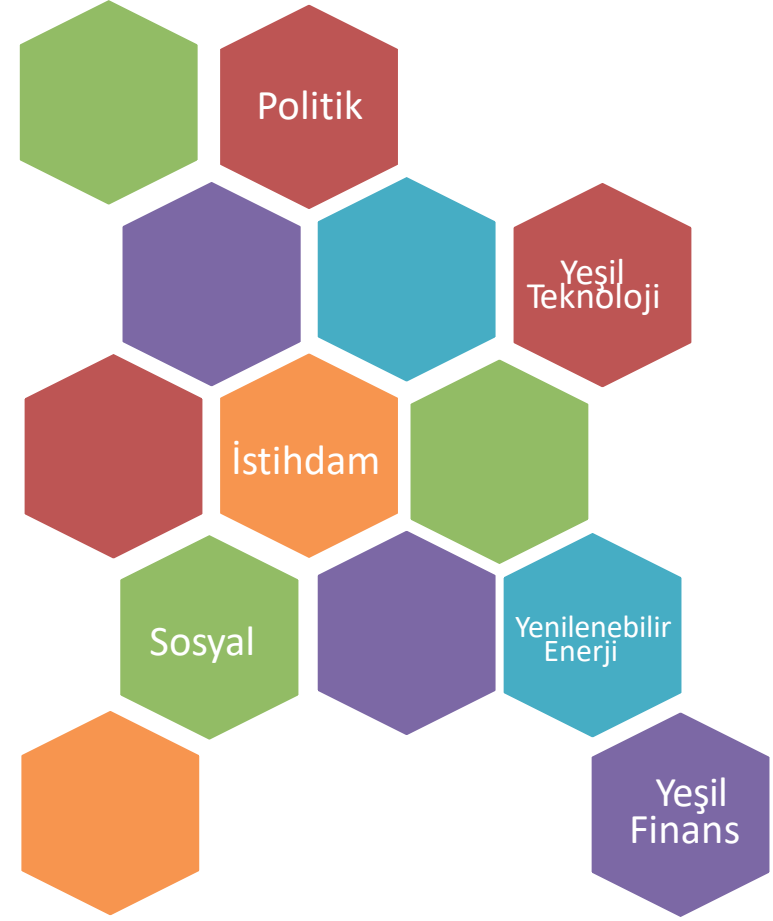 Politik
Yeşil
Teknoloji
İstihdam
Sosyal
Yenilenebilir
Enerji
Yeşil
Finans